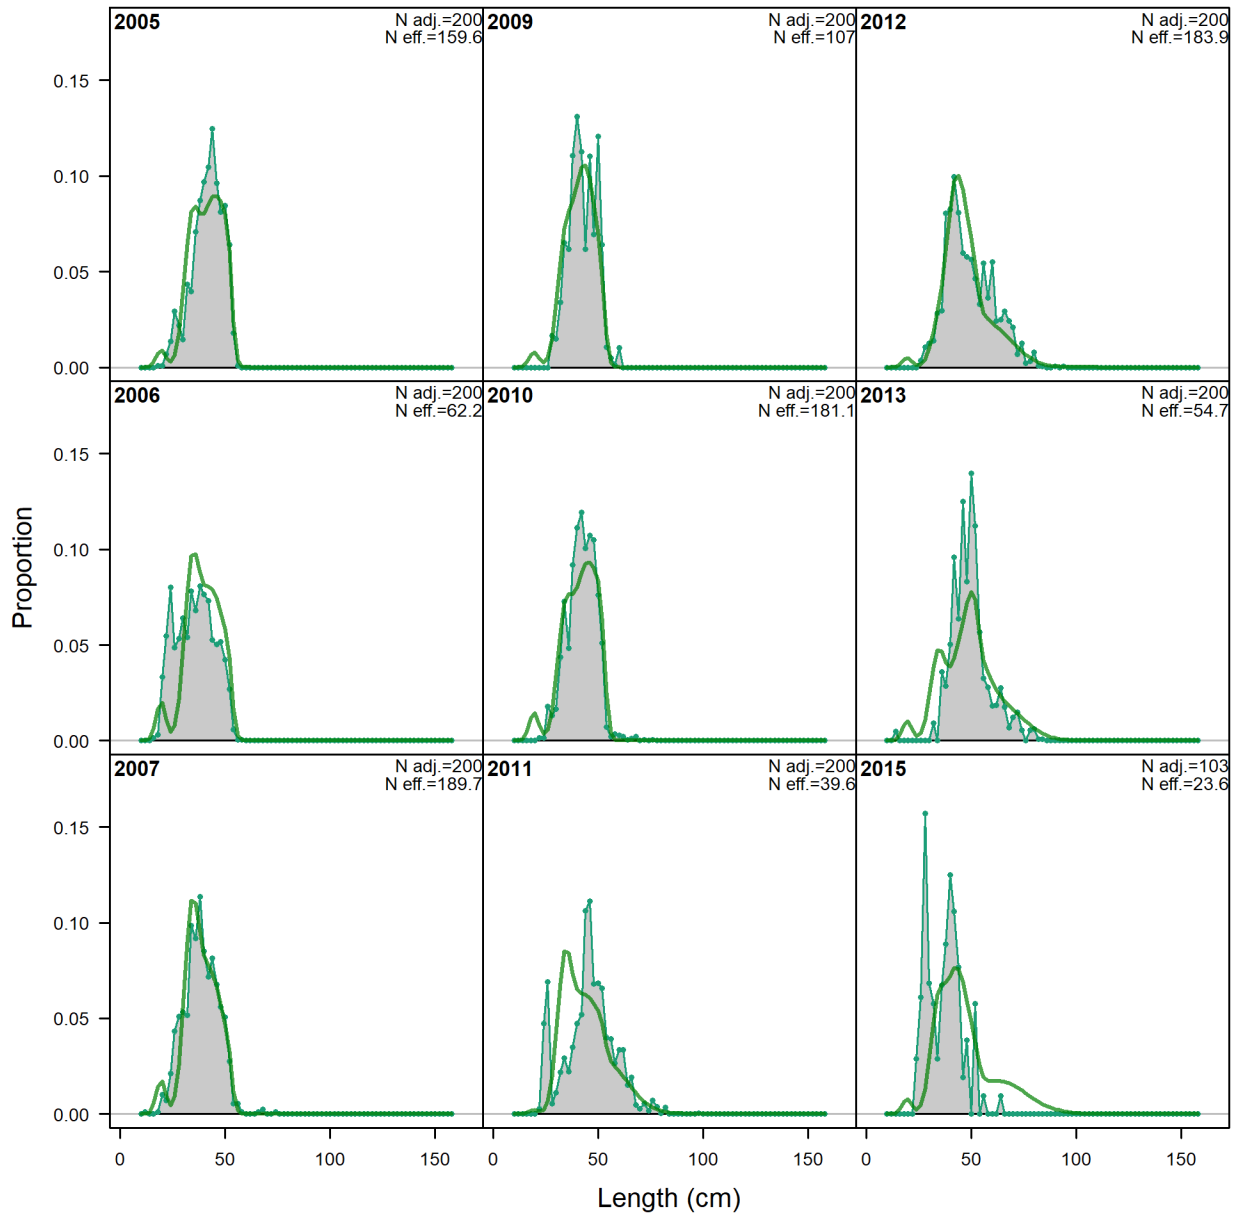 2005
N adj.=200
N eff.=159.6
2009
N adj.=200
N eff.=107
2012
N adj.=200
N eff.=183.9
0.15
0.10
0.05
0.00
2006
N adj.=200
N eff.=62.2
2010
N adj.=200
N eff.=181.1
2013
N adj.=200
N eff.=54.7
0.15
0.10
0.05
0.00
Proportion
2007
N adj.=200
N eff.=189.7
2011
N adj.=200
N eff.=39.6
2015
N adj.=103
N eff.=23.6
0.15
0.10
0.05
0.00
0 50 100 150
0 50 100 150
0 50 100 150
Length (cm)